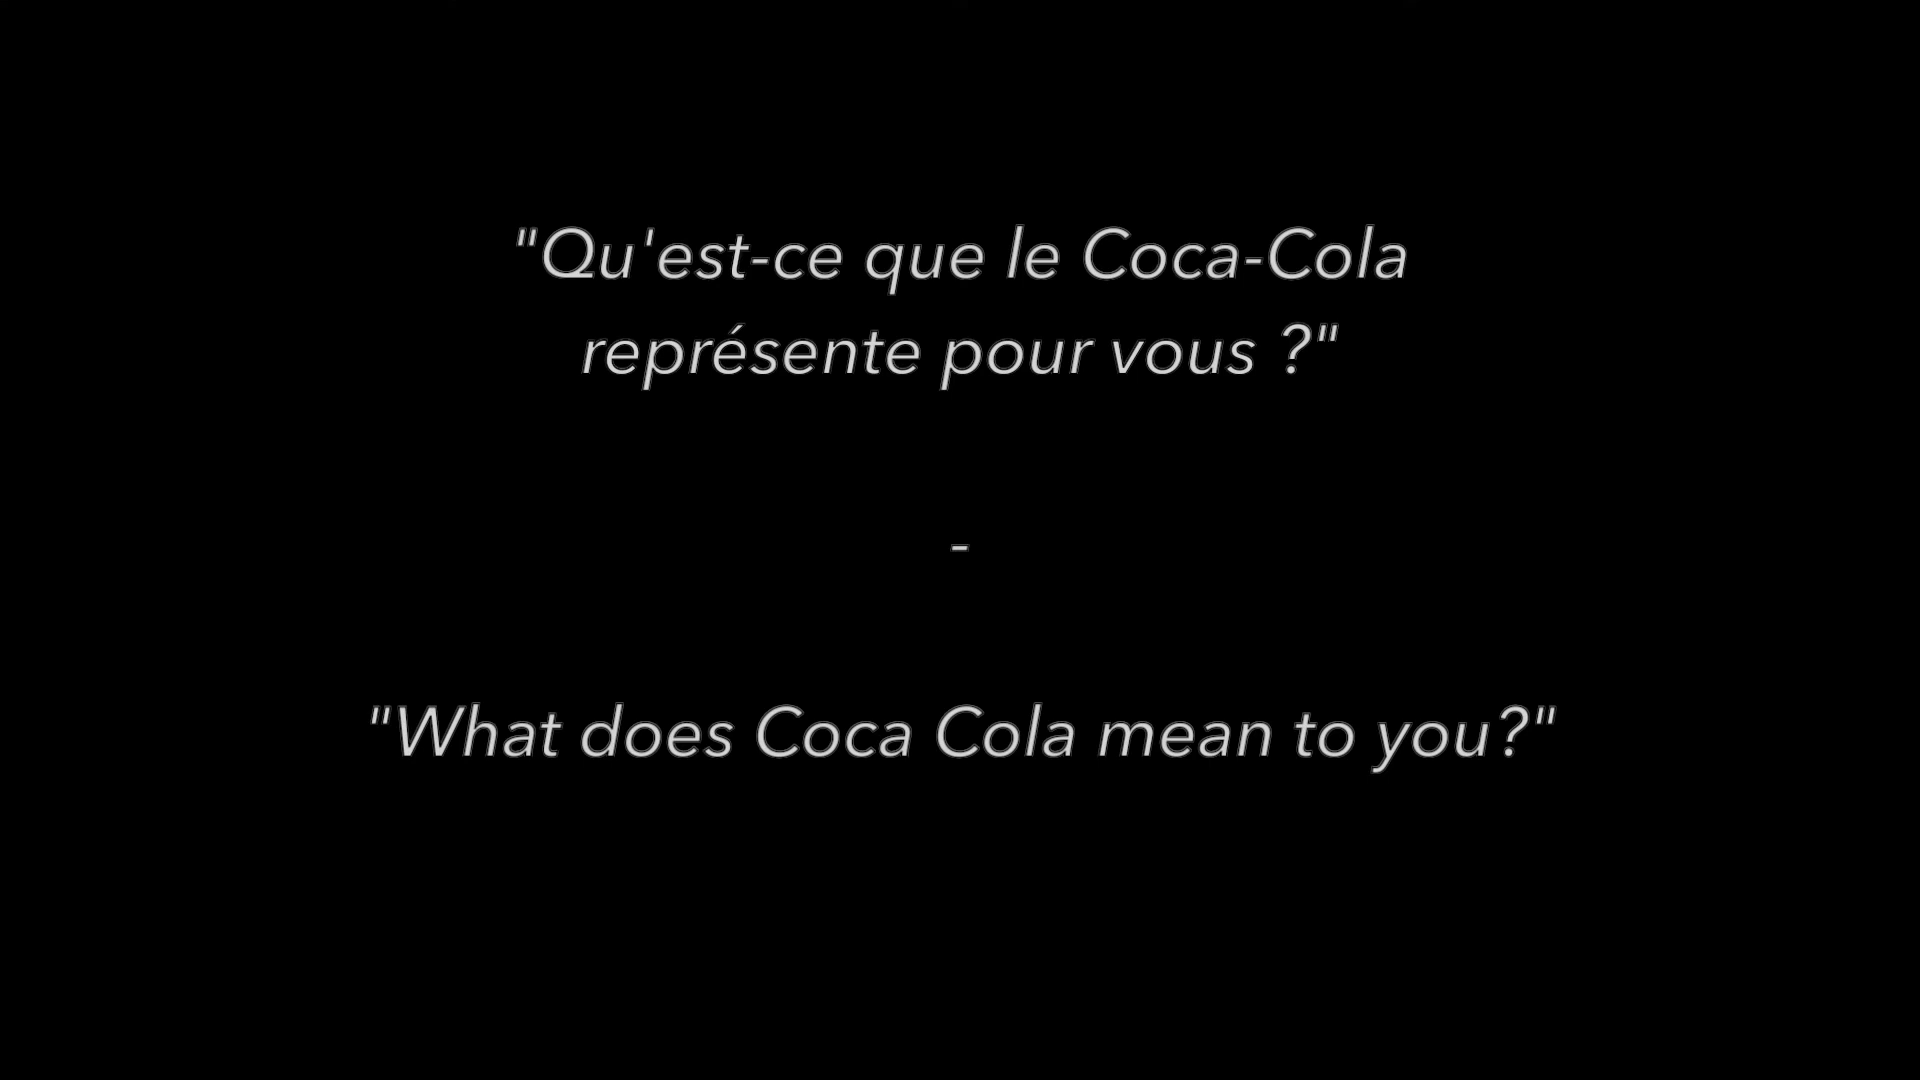 "Qu'est-ce que le Coca-Cola
représente pour vous ?"
-
"What does Coca Cola mean to you?"